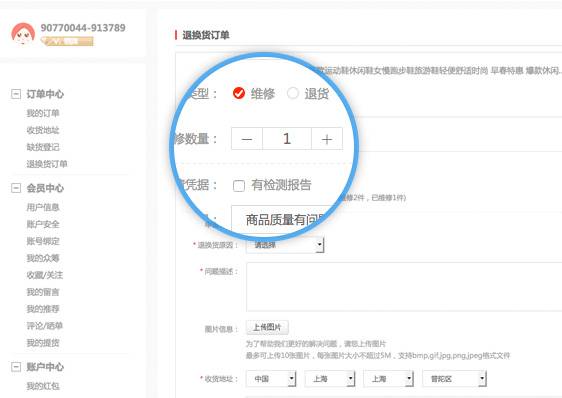 90770044-913789
订单中心
我的订单
收货地址
缺货登记
退换货订单
会员中心
用户信息
账户安全
账号绑定
我的众筹
收藏/关注
我的留言
我的推荐
评论/晒单
我的提货
账户中心
我的红包
退换货订单
运动鞋休闲鞋女慢跑步鞋旅游鞋轻便舒适时尚 早春特惠 爆款休闲.
类型： 维修 退货
修数量： － 1 ＋
凭据： 有检测报告
商品质量有问
修2件，已维修1件)
* 退换货原因： 请选择
* 问题描述：
图片信息： 上传图片
为了帮助我们更好的解决问题，请您上传图片
最多可上传10张图片，每张图片大小不超过5M，支持bmp,gif,jpg,png,jpeg格式文件
* 收货地址： 中国 上海 上海 普陀区